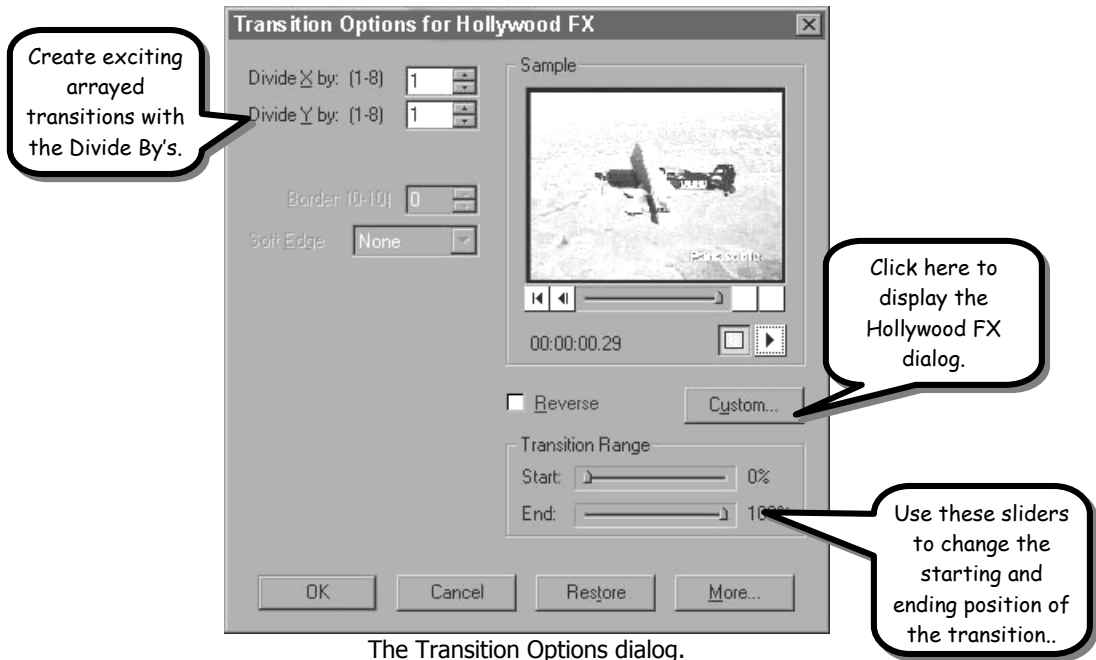 Transition Options for Hollywood FX
Create exciting
arrayed
transitions with
the Divide By's.
Divide X by: (1-8) 1
Divide Y by: (1-8) 1
Border: (0-10) 0
Soft Edge None
Sample
Panasonic
00:00:00.29
Click here to
display the
Hollywood FX
dialog.
Reverse
Custom...
Transition Range
Start: 0%
End: 100%
Use these sliders
to change the
starting and
ending position of
the transition..
OK Cancel Restore More...
The Transition Options dialog.